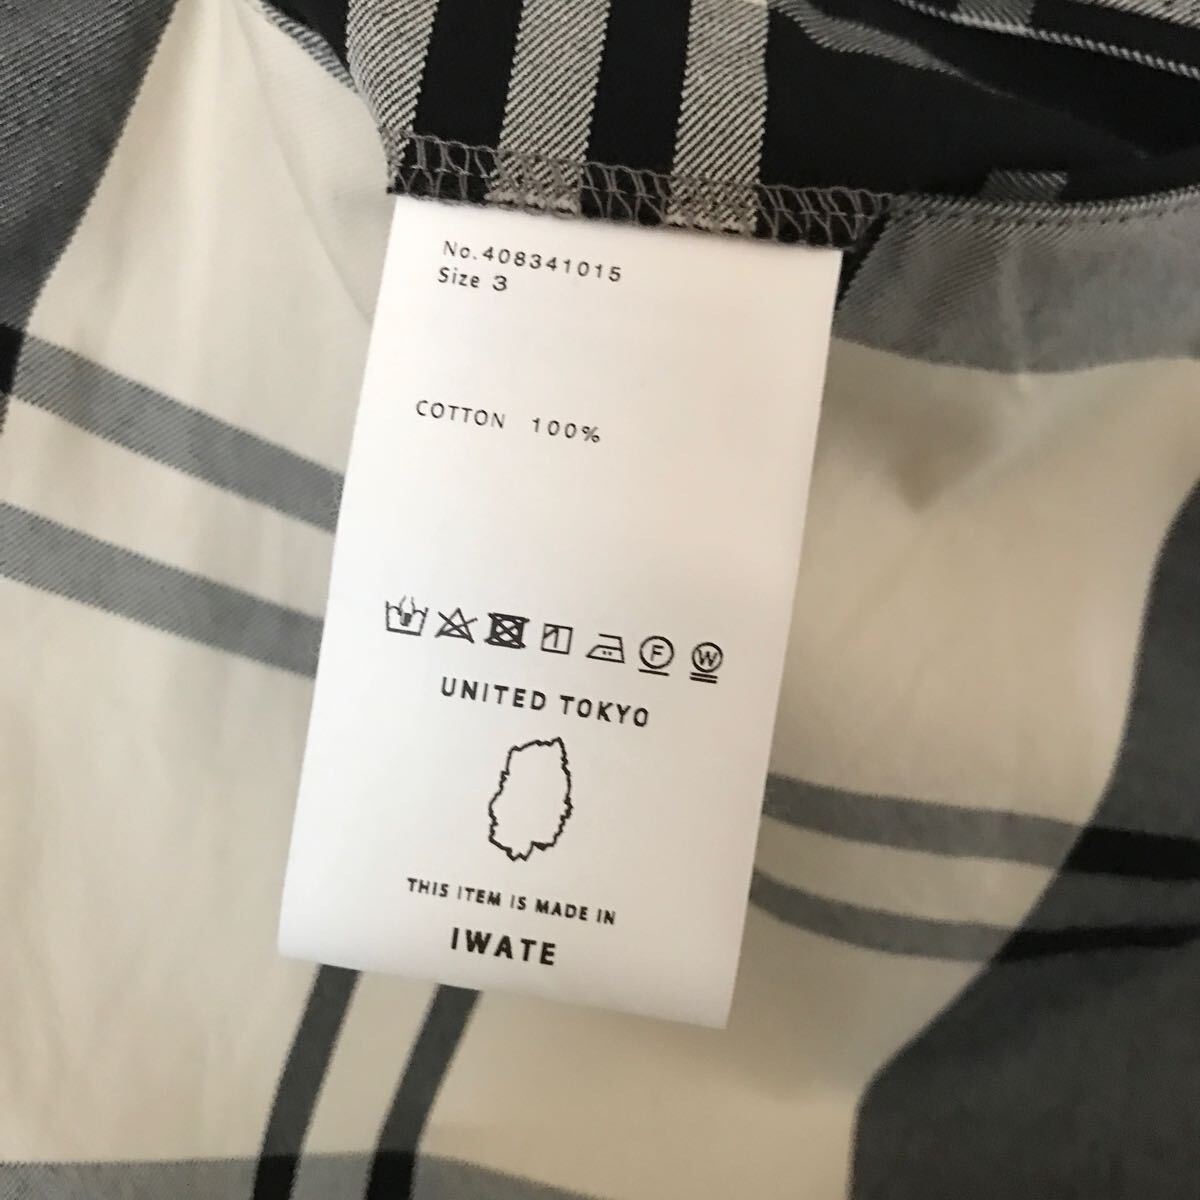 No.408341015
Size 3
COTTON 100%
F W
UNITED TOKYO
THIS ITEM IS MADE IN
IWATE